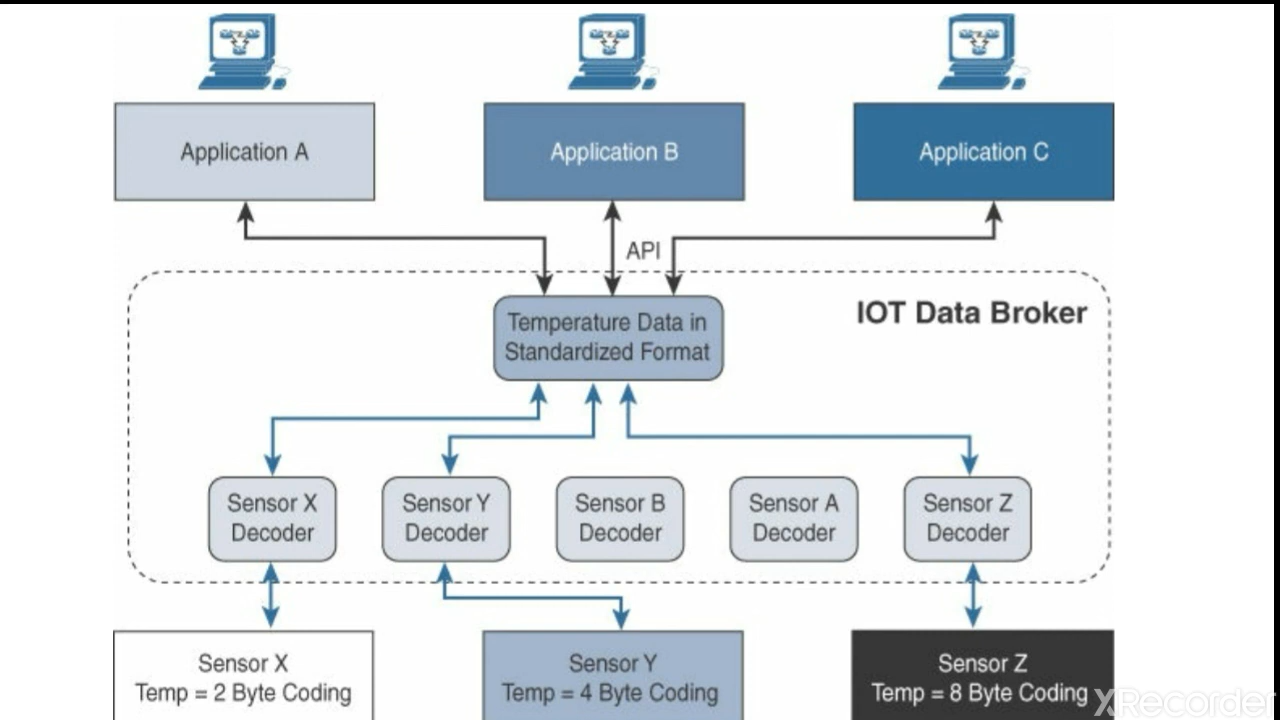 Application A
Application B
Application C
API
IOT Data Broker
Temperature Data in
Standardized Format
Sensor X
Decoder
Sensor Y
Decoder
Sensor B
Decoder
Sensor A
Decoder
Sensor Z
Decoder
Sensor X
Temp = 2 Byte Coding
Sensor Y
Temp = 4 Byte Coding
Sensor Z
Temp = 8 Byte Coding
XRecorder